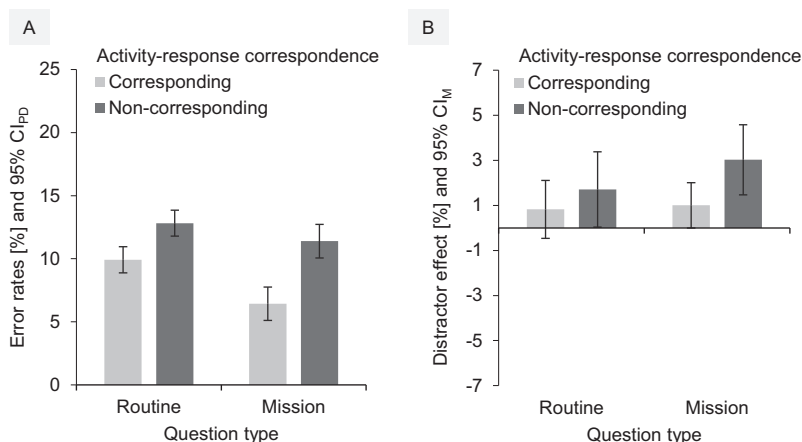 A
Activity-response correspondence
Corresponding
Non-corresponding
Error rates [%] and 95% CI_PD
25
20
15
10
5
0
Routine
Mission
Question type
B
Activity-response correspondence
Corresponding
Non-corresponding
Distractor effect [%] and 95% CI_M
7
5
3
1
-1
-3
-5
-7
Routine
Mission
Question type